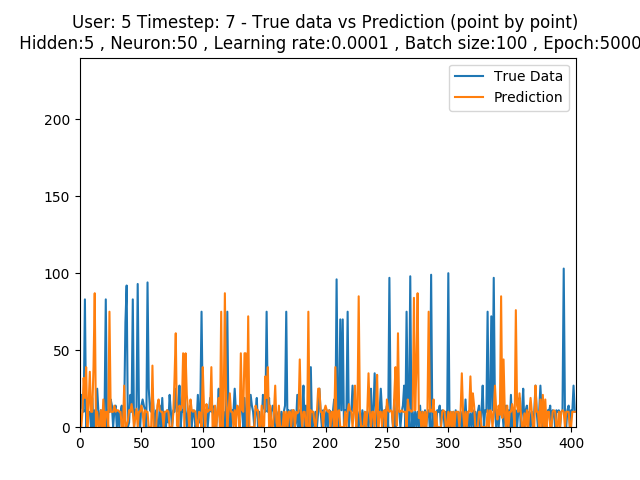 User: 5 Timestep: 7 - True data vs Prediction (point by point)
Hidden:5 , Neuron:50 , Learning rate:0.0001 , Batch size:100 , Epoch:5000
True Data
Prediction
200
150
100
50
0
0 50 100 150 200 250 300 350 400